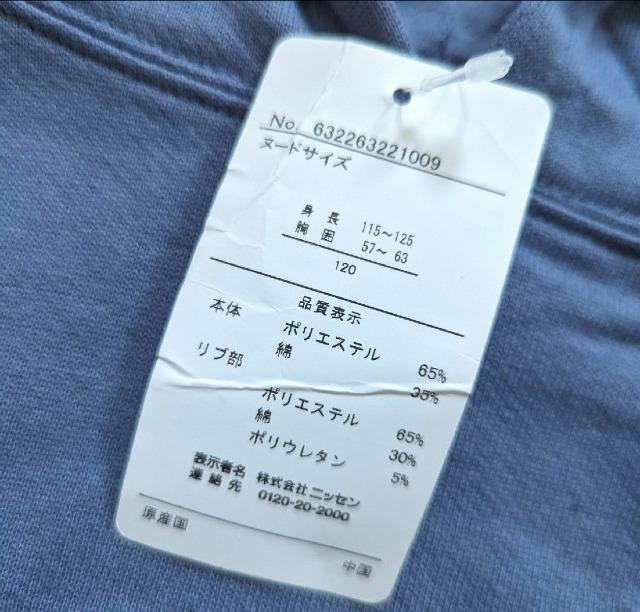 No. 632263221009
ヌードサイズ
身長 115～125
胸囲 57～ 63
120
品質表示
本体 ポリエステル 65%
綿 35%
リブ部 ポリエステル 65%
綿 30%
ポリウレタン 5%
表示者名 株式会社ニッセン
連絡先 0120-20-2000
原産国 中国